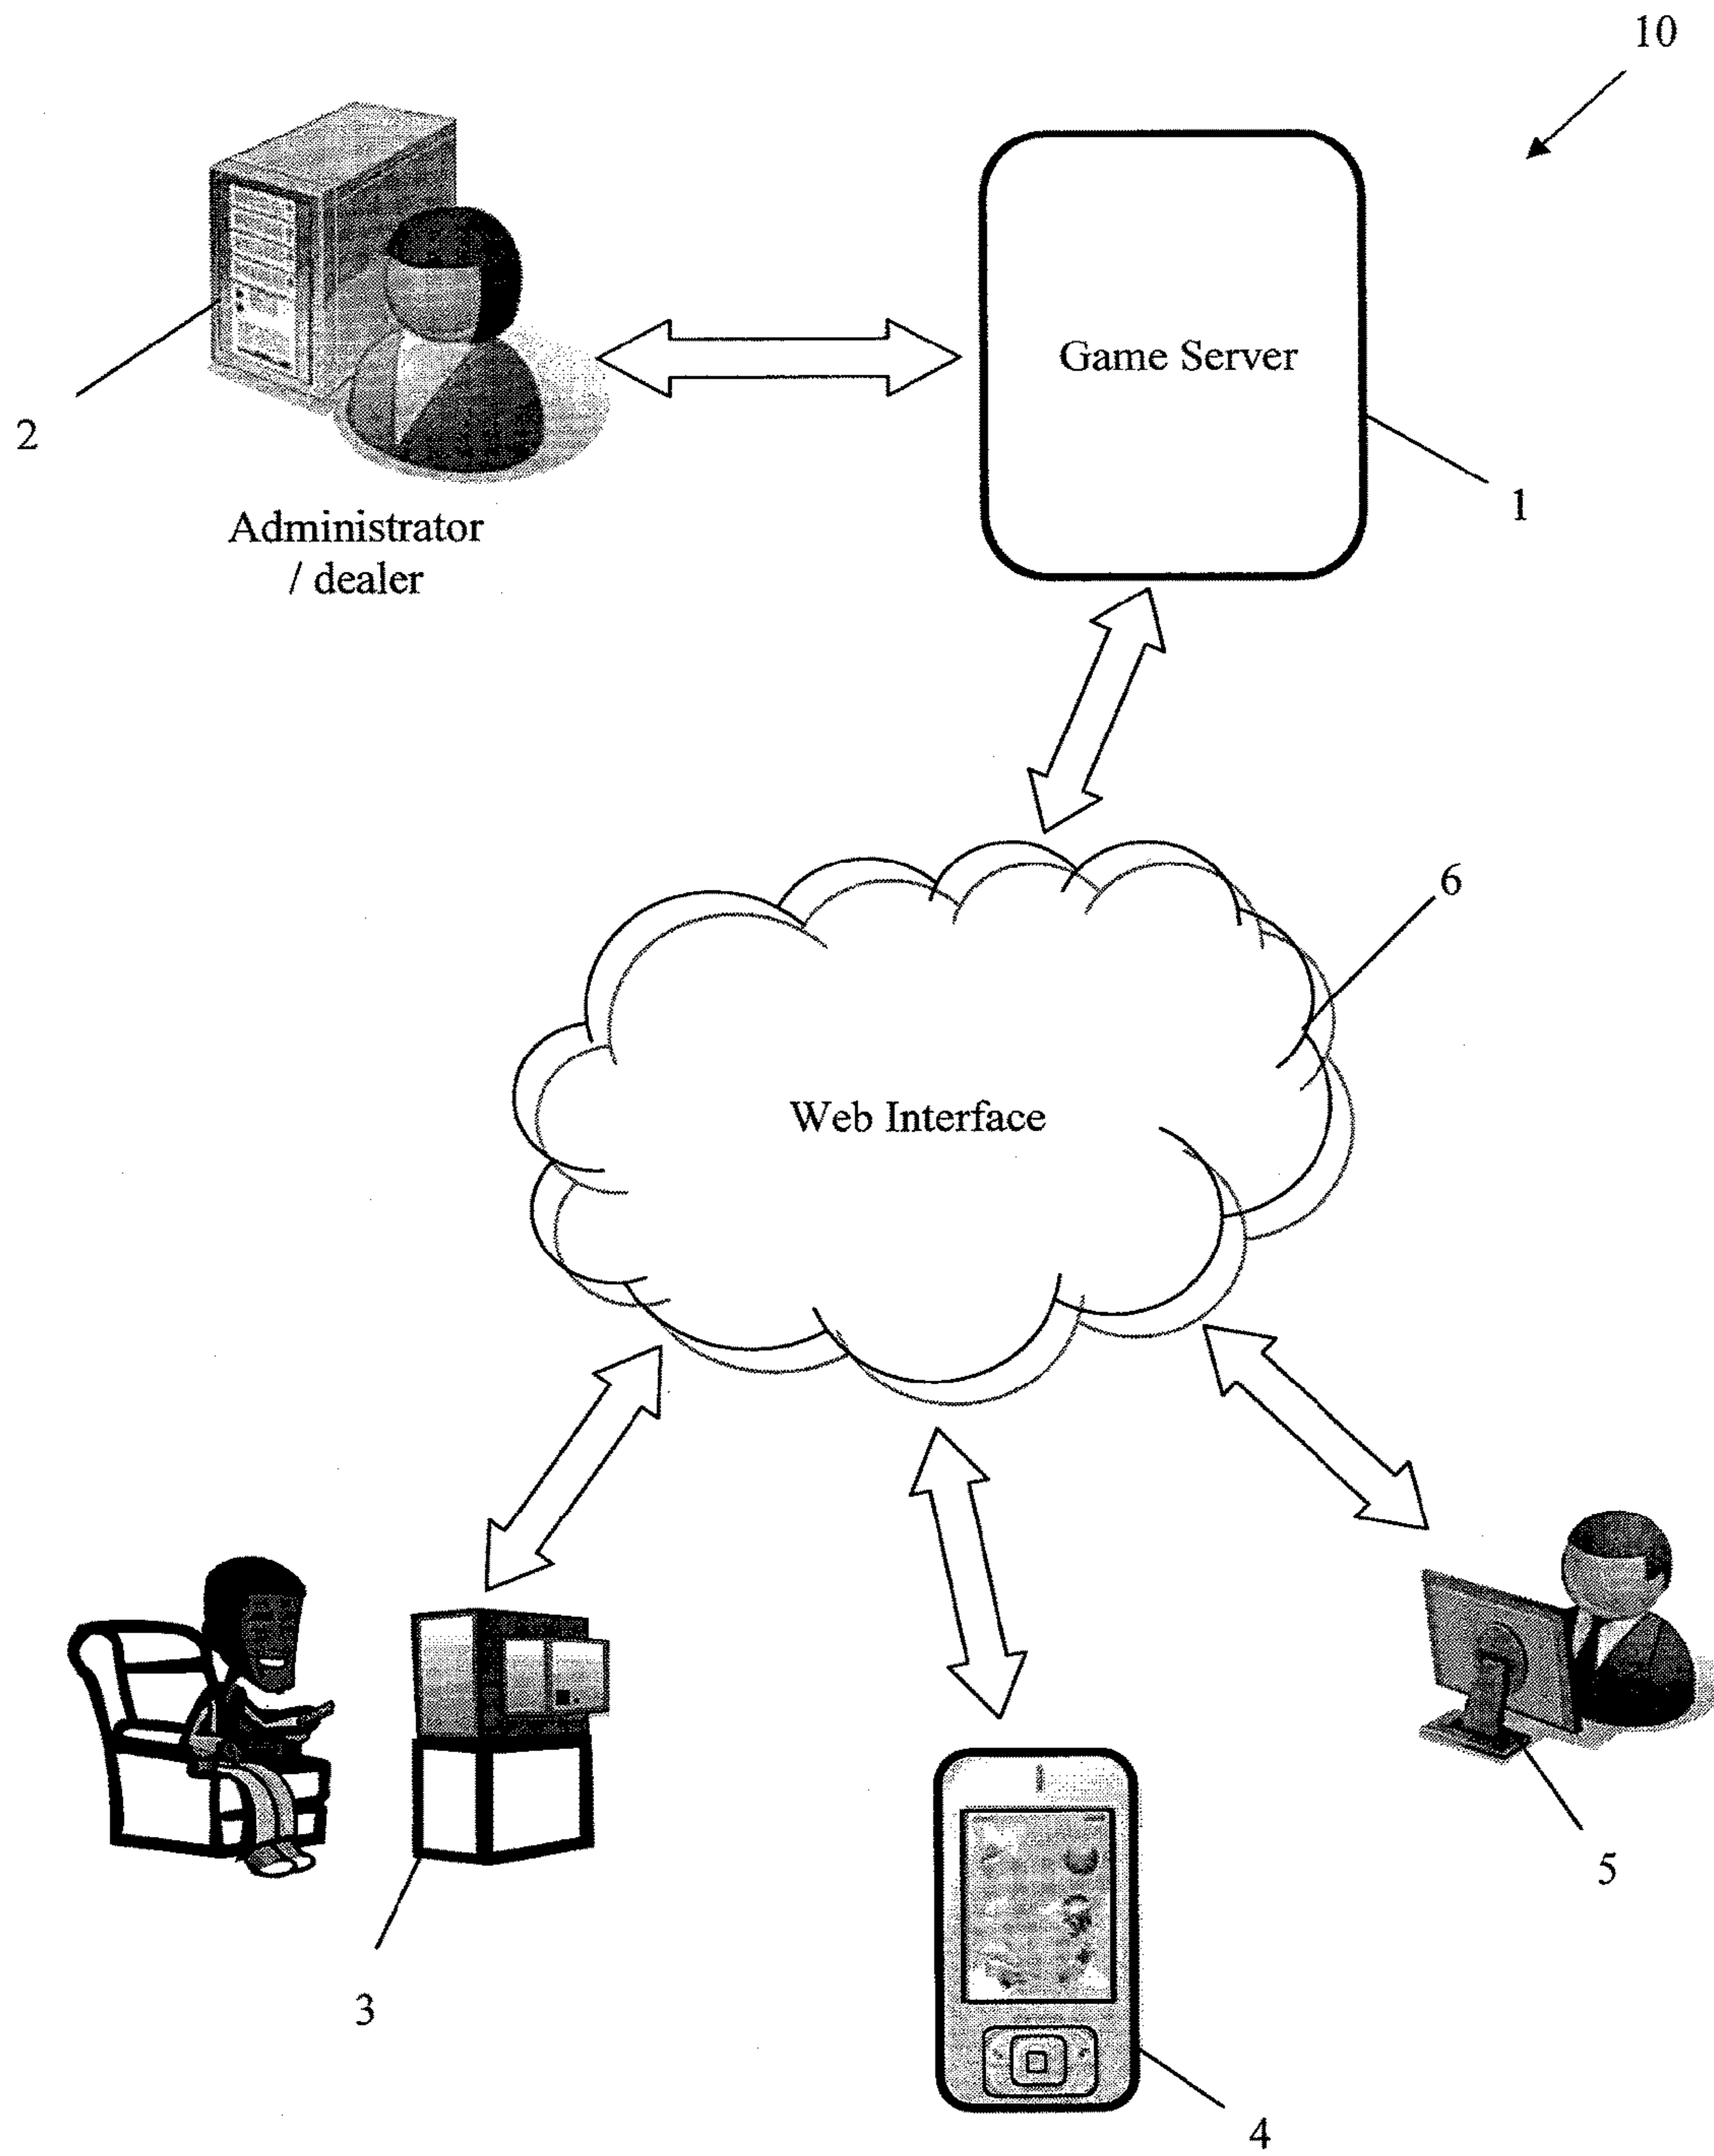 10
Game Server
2
1
Administrator
/ dealer
6
Web Interface
5
3
4